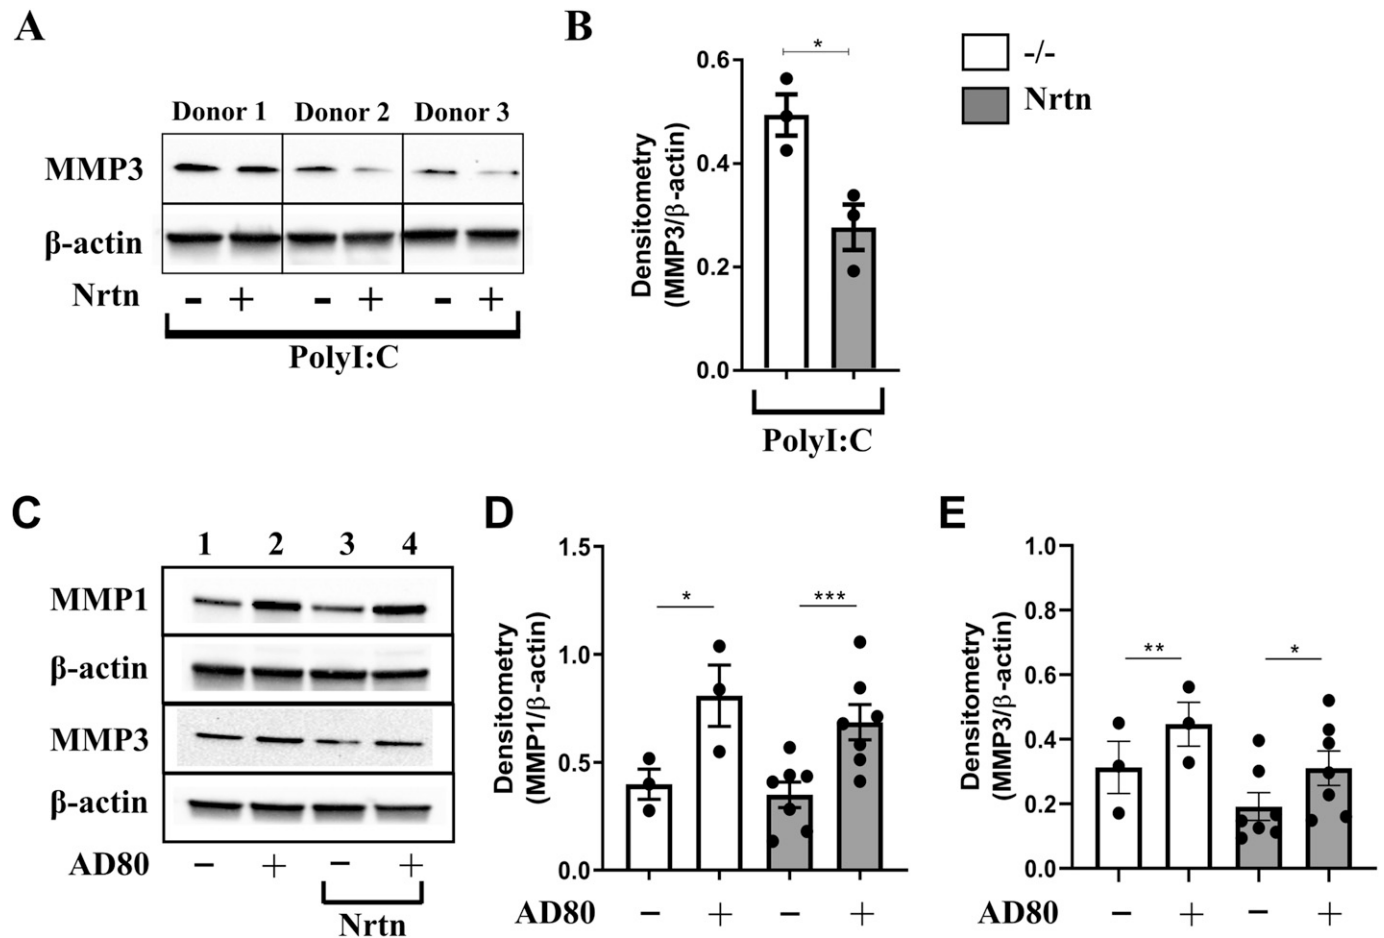 A
Donor 1 Donor 2 Donor 3
MMP3
β-actin
Nrtn - + - + - +
PolyI:C
B
-/-
Nrtn
*
0.6
0.4
0.2
0.0
Densitometry
(MMP3/β-actin)
PolyI:C
C
1 2 3 4
MMP1
β-actin
MMP3
β-actin
AD80 - + - +
Nrtn
D
1.5
1.0
0.5
0.0
Densitometry
(MMP1/β-actin)
* ***
AD80 - + - +
E
1.0
0.8
0.6
0.4
0.2
0.0
Densitometry
(MMP3/β-actin)
** *
AD80 - + - +